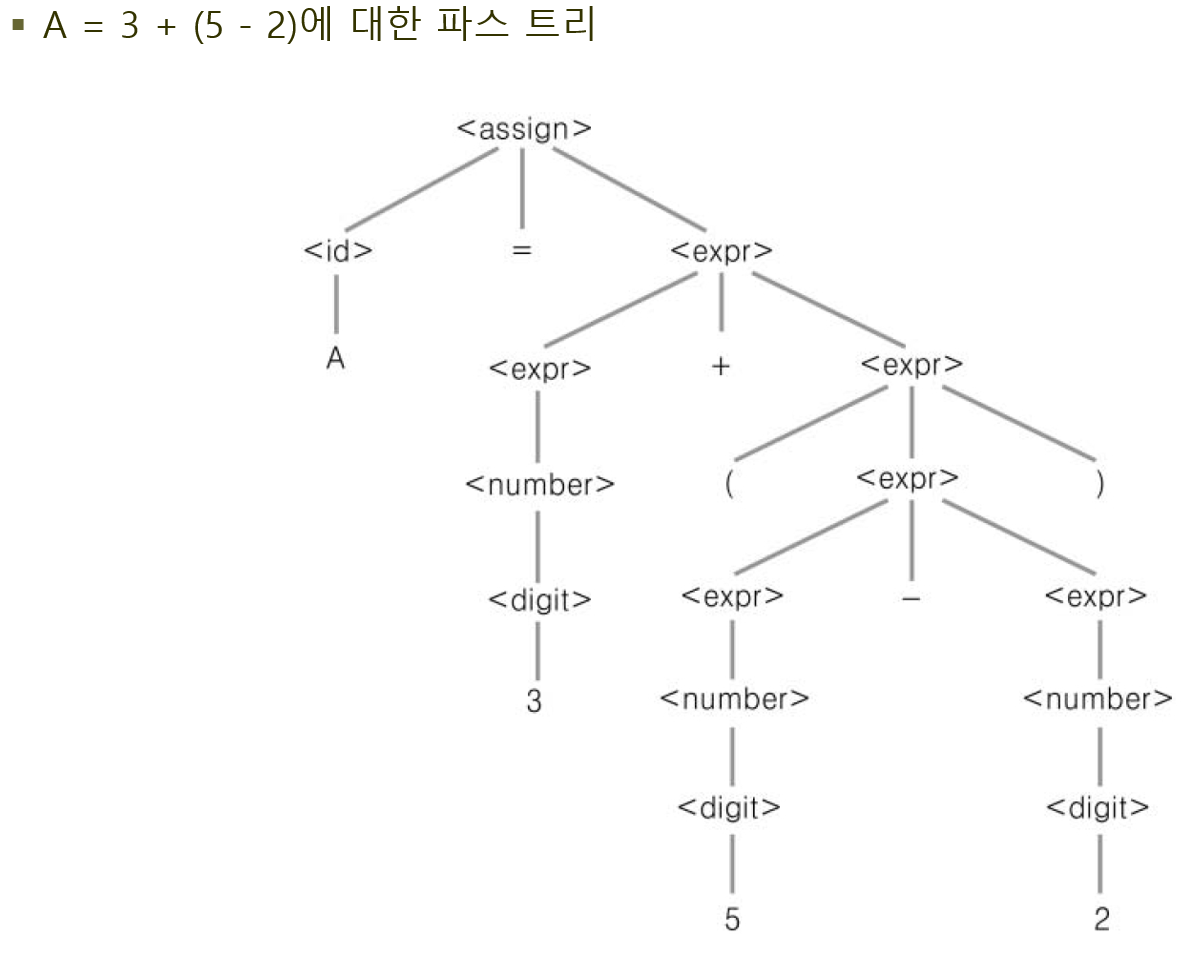 ▪ A = 3 + (5 - 2)에 대한 파스 트리
<assign>
<id> = <expr>
A <expr> + <expr>
<number> ( <expr> )
<digit> <expr> – <expr>
3 <number> <number>
<digit> <digit>
5 2